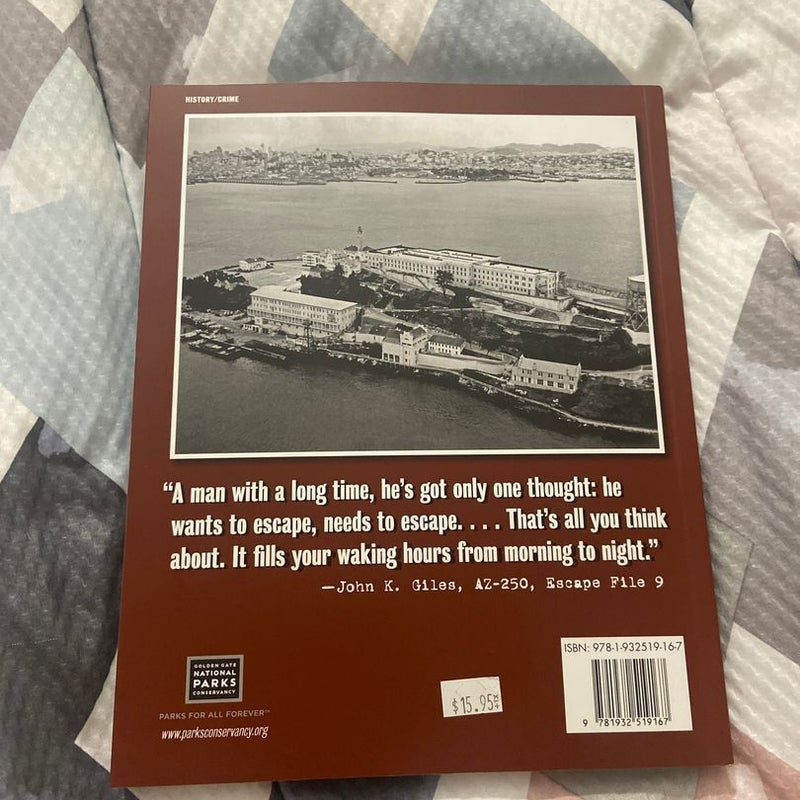 HISTORY/CRIME
“A man with a long time, he’s got only one thought: he
wants to escape, needs to escape. . . . That’s all you think
about. It fills your waking hours from morning to night.”
—John K. Giles, AZ-250, Escape File 9
GOLDEN GATE
NATIONAL
PARKS
CONSERVANCY
PARKS FOR ALL FOREVER™
www.parksconservancy.org
$15.95
ISBN: 978-1-932519-16-7
9 781932 519167